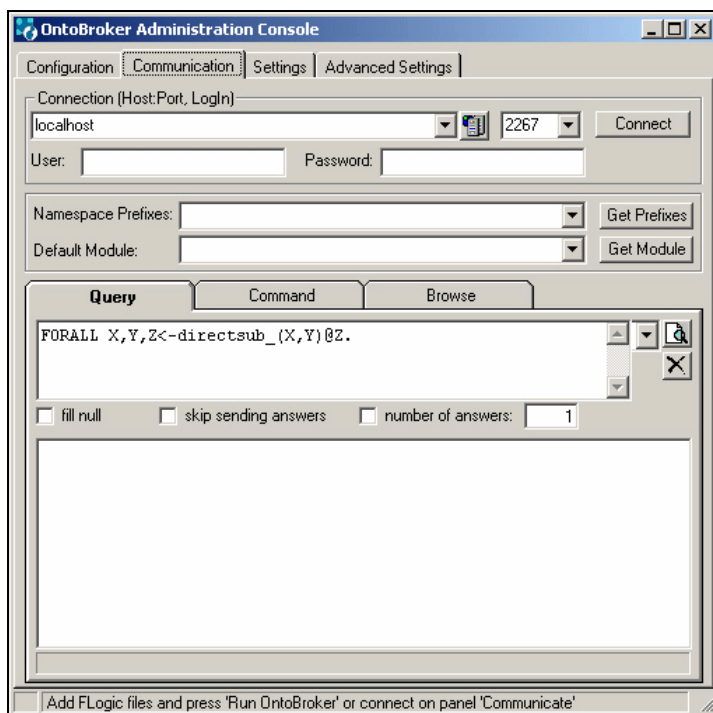 OntoBroker Administration Console
Configuration Communication Settings Advanced Settings
Connection (Host:Port, LogIn)
localhost 2267 Connect
User: Password:
Namespace Prefixes: Get Prefixes
Default Module: Get Module
Query Command Browse
FORALL X,Y,Z<-directsub_(X,Y)@Z.
fill null skip sending answers number of answers: 1
Add FLogic files and press 'Run OntoBroker' or connect on panel 'Communicate'